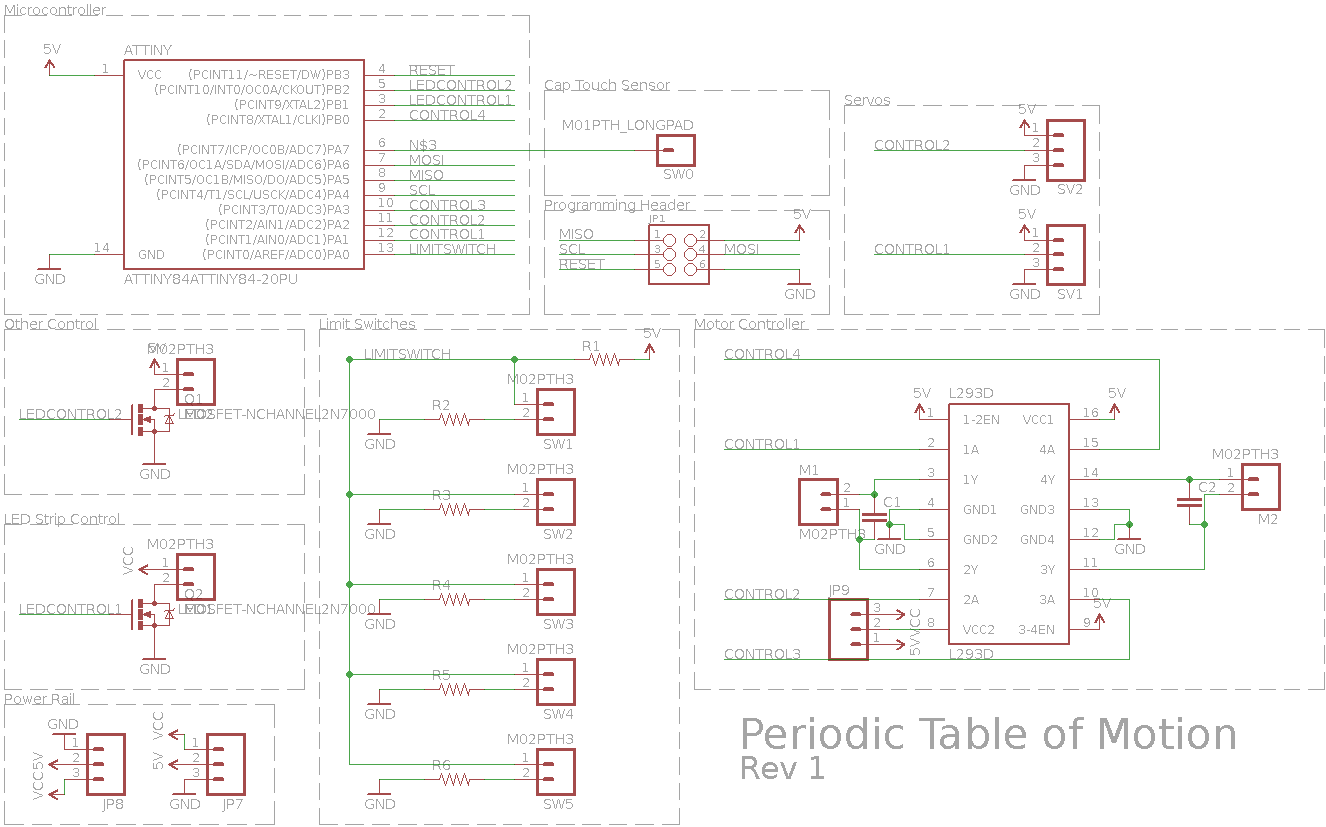 Microcontroller
5V
ATTINY
1
VCC
(PCINT11/~RESET/DW)PB3
4
RESET
(PCINT10/INT0/OC0A/CKOUT)PB2
5
LEDCONTROL2
(PCINT9/XTAL2)PB1
3
LEDCONTROL1
(PCINT8/XTAL1/CLKI)PB0
2
CONTROL4
(PCINT7/ICP/OC0B/ADC7)PA7
6
N$3
(PCINT6/OC1A/SDA/MOSI/ADC6)PA6
7
MOSI
(PCINT5/OC1B/MISO/DO/ADC5)PA5
8
MISO
(PCINT4/T1/SCL/USCK/ADC4)PA4
9
SCL
(PCINT3/T0/ADC3)PA3
10
CONTROL3
(PCINT2/AIN1/ADC2)PA2
11
CONTROL2
(PCINT1/AIN0/ADC1)PA1
12
CONTROL1
14
GND
(PCINT0/AREF/ADC0)PA0
13
LIMITSWITCH
GND
ATTINY84ATTINY84-20PU
Cap Touch Sensor
M01PTH_LONGPAD
SW0
Programming Header
JP1
5V
MISO
1
2
SCL
3
4
MOSI
RESET
5
6
GND
Servos
5V
CONTROL2
1
2
3
GND
SV2
5V
CONTROL1
1
2
3
GND
SV1
Other Control
5V
M02PTH3
1
2
Q1
LEDCONTROL2
LED2
MOSFET-NCHANNEL2N7000
GND
LED Strip Control
M02PTH3
VCC
1
2
Q2
LEDCONTROL1
LED1
MOSFET-NCHANNEL2N7000
GND
Power Rail
GND
1
2
3
5V
VCC
JP8
VCC
5V
1
2
3
GND
JP7
Limit Switches
LIMITSWITCH
R1
5V
M02PTH3
R2
1
2
GND
SW1
M02PTH3
R3
1
2
GND
SW2
M02PTH3
R4
1
2
GND
SW3
M02PTH3
R5
1
2
GND
SW4
M02PTH3
R6
1
2
GND
SW5
Motor Controller
CONTROL4
5V
L293D
5V
1
1-2EN
VCC1
16
CONTROL1
2
1A
4A
15
M1
3
1Y
4Y
14
M02PTH3
2
1
C1
4
GND1
GND3
13
C2
1
2
M2
M02PTH3
GND
5
GND2
GND4
12
GND
6
2Y
3Y
11
CONTROL2
JP9
7
2A
3A
10
3
2
1
VCC
5V
8
VCC2
3-4EN
9
5V
CONTROL3
L293D
Periodic Table of Motion
Rev 1